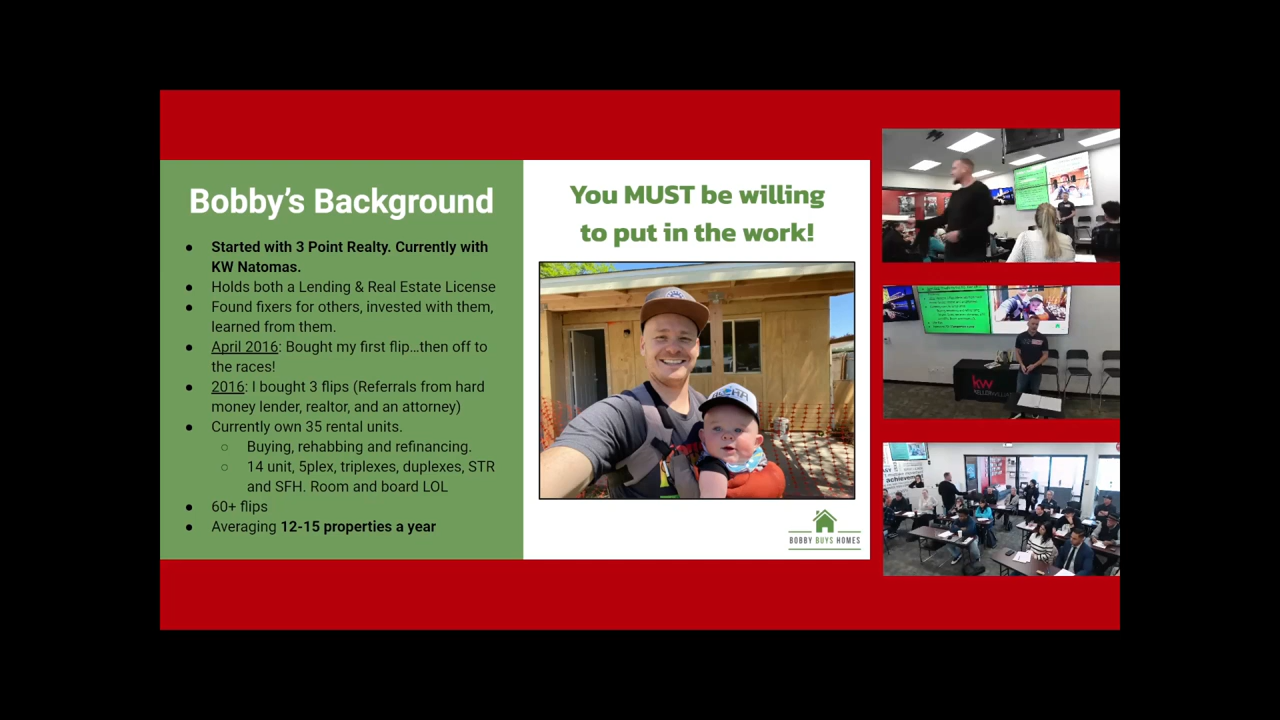 Bobby’s Background
● Started with 3 Point Realty. Currently with
KW Natomas.
● Holds both a Lending & Real Estate License
● Found fixers for others, invested with them,
learned from them.
● April 2016: Bought my first flip…then off to
the races!
● 2016: I bought 3 flips (Referrals from hard
money lender, realtor, and an attorney)
● Currently own 35 rental units.
○ Buying, rehabbing and refinancing.
○ 14 unit, 5plex, triplexes, duplexes, STR
and SFH. Room and board LOL
● 60+ flips
● Averaging 12-15 properties a year
You MUST be willing
to put in the work!
BOBBY BUYS HOMES
kw